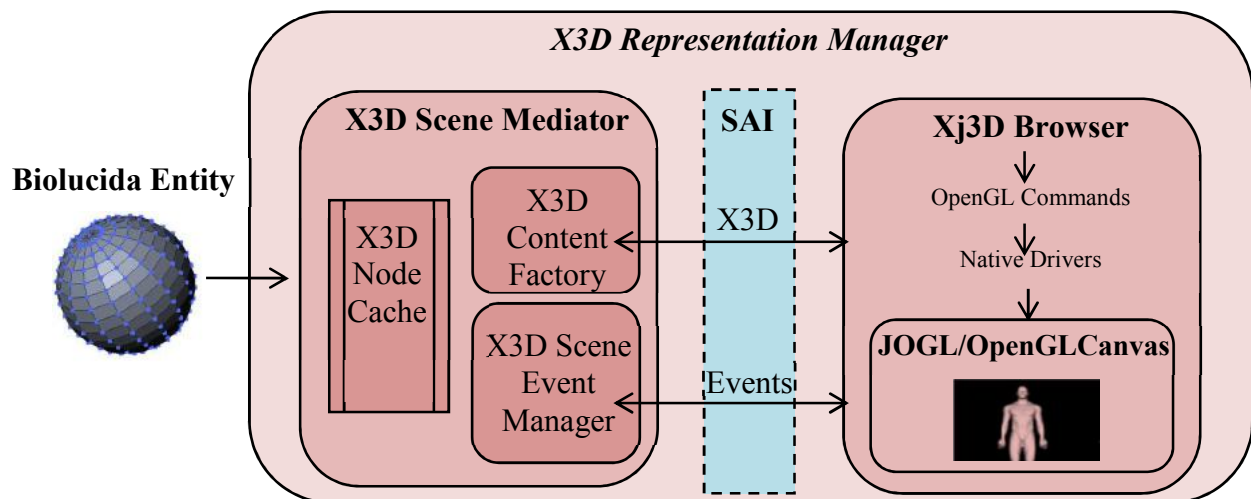 X3D Representation Manager
Biolucida Entity
X3D Scene Mediator
X3D
Node
Cache
X3D
Content
Factory
X3D Scene
Event
Manager
SAI
X3D
Events
Xj3D Browser
OpenGL Commands
Native Drivers
JOGL/OpenGLCanvas